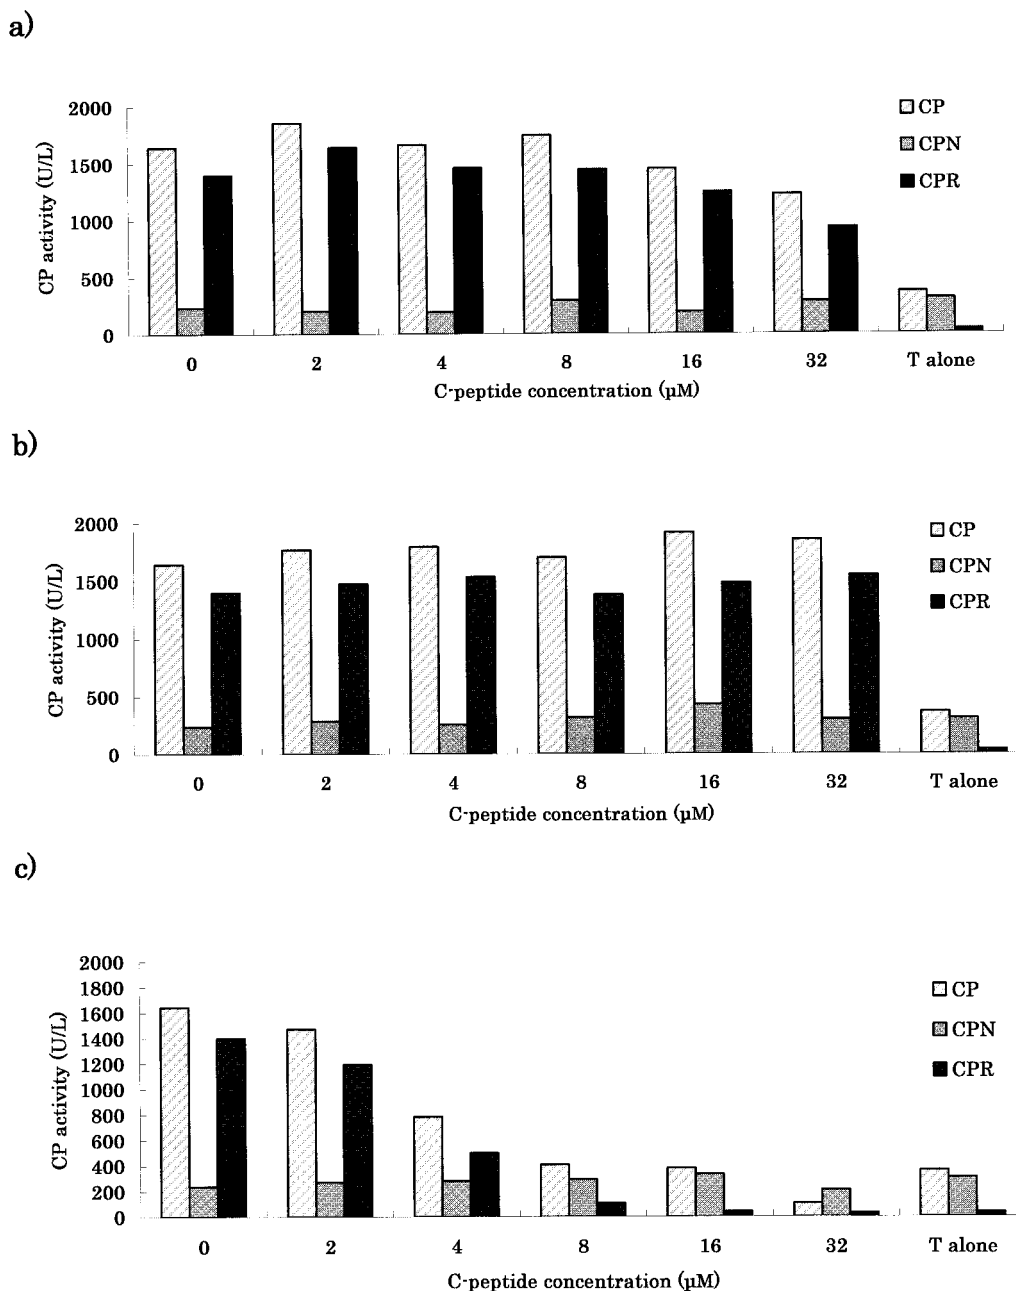 a)
2000
1500
1000
500
0
CP activity (U/L)
CP
CPN
CPR
0 2 4 8 16 32 T alone
C-peptide concentration (µM)
b)
2000
1500
1000
500
0
CP activity (U/L)
CP
CPN
CPR
0 2 4 8 16 32 T alone
C-peptide concentration (µM)
c)
2000
1800
1600
1400
1200
1000
800
600
400
200
0
CP activity (U/L)
CP
CPN
CPR
0 2 4 8 16 32 T alone
C-peptide concentration (µM)